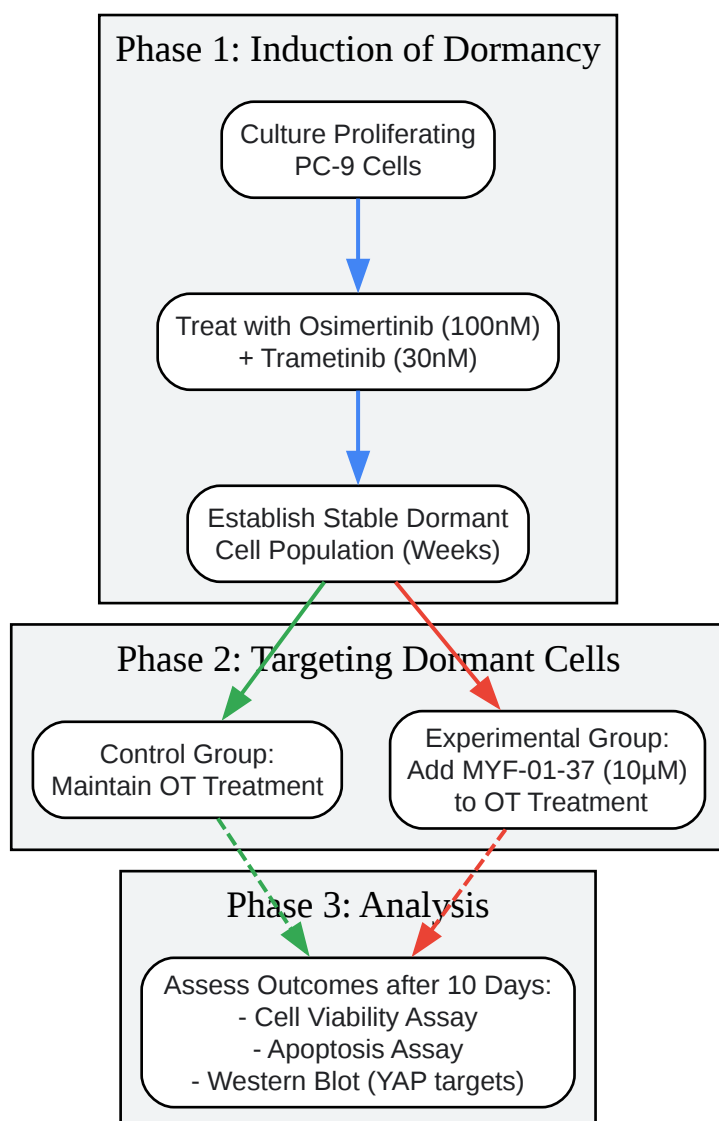 Phase 1: Induction of Dormancy
Culture Proliferating
PC-9 Cells
Treat with Osimertinib (100nM)
+ Trametinib (30nM)
Establish Stable Dormant
Cell Population (Weeks)
Phase 2: Targeting Dormant Cells
Control Group:
Maintain OT Treatment
Experimental Group:
Add MYF-01-37 (10µM)
to OT Treatment
Phase 3: Analysis
Assess Outcomes after 10 Days:
- Cell Viability Assay
- Apoptosis Assay
- Western Blot (YAP targets)